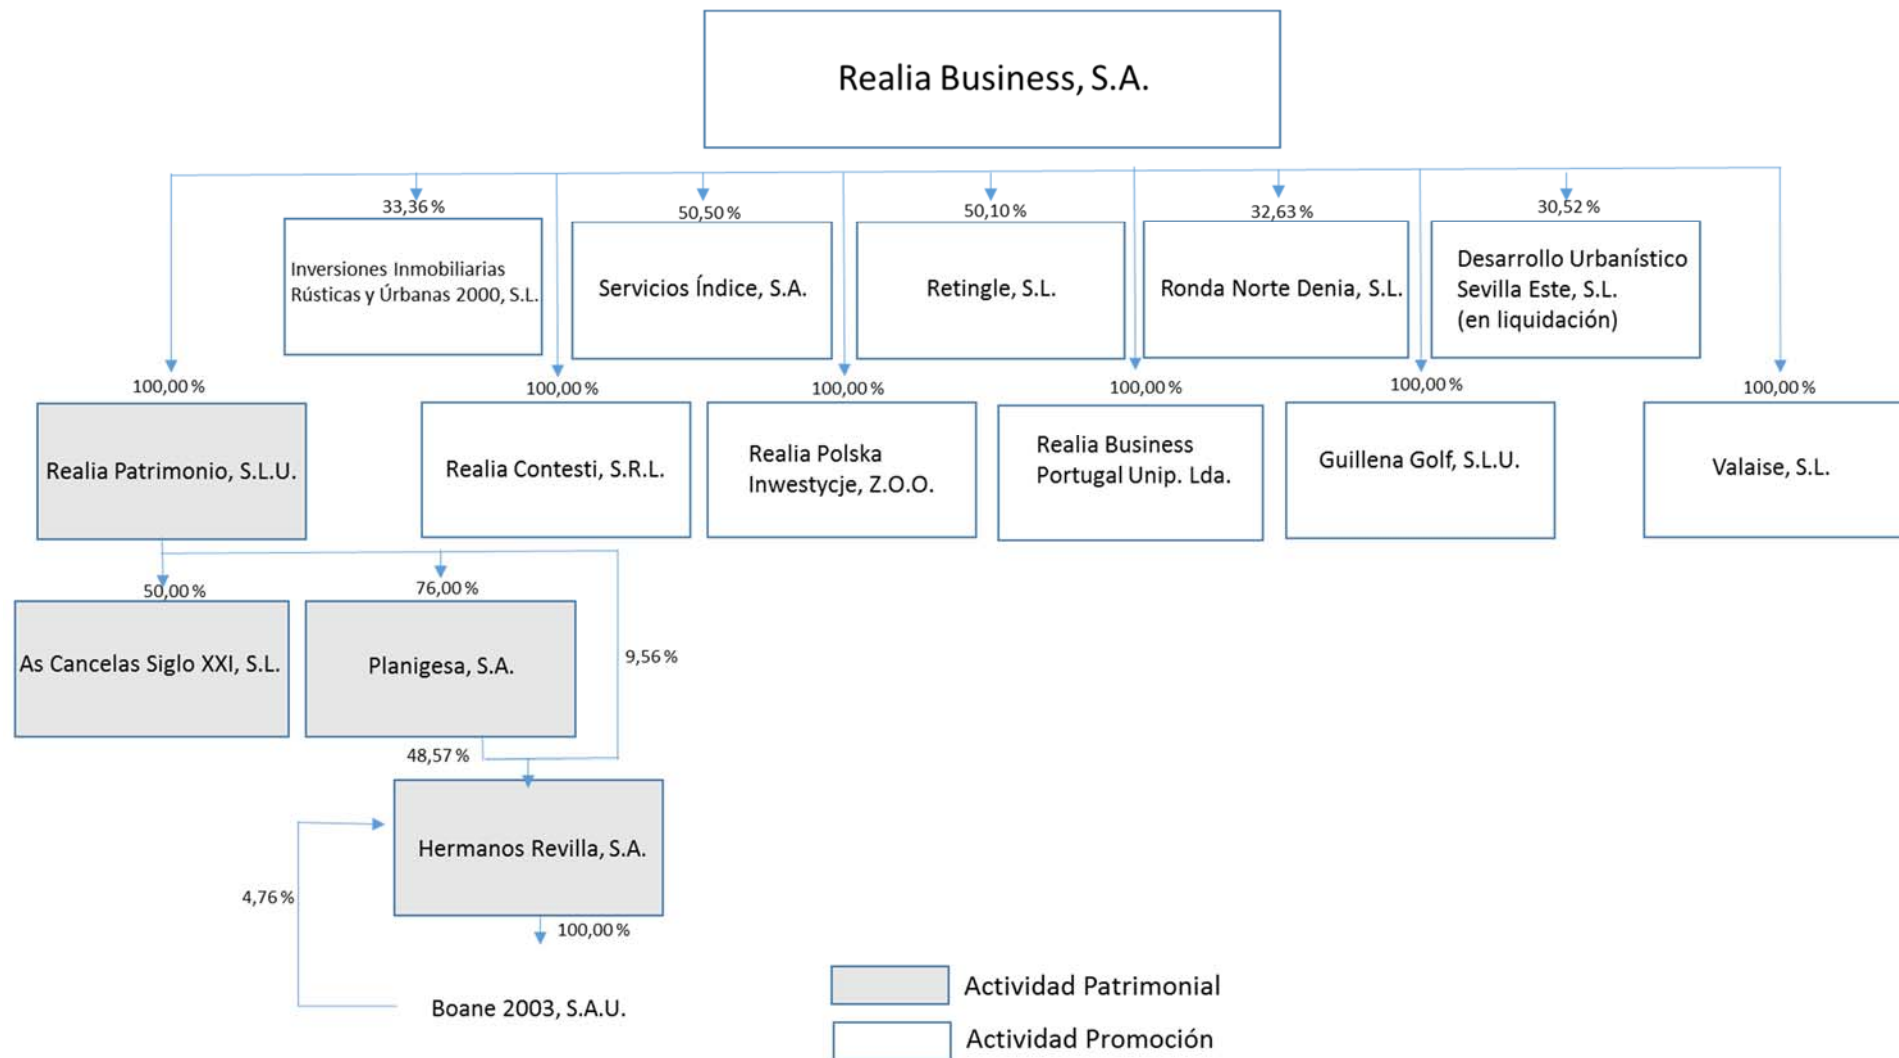 Realia Business, S.A.
33,36 %
50,50 %
50,10 %
32,63 %
30,52 %
Inversiones Inmobiliarias
Rústicas y Úrbanas 2000, S.L.
Servicios Índice, S.A.
Retingle, S.L.
Ronda Norte Denia, S.L.
Desarrollo Urbanístico
Sevilla Este, S.L.
(en liquidación)
100,00 %
100,00 %
100,00 %
100,00 %
100,00 %
100,00 %
Realia Patrimonio, S.L.U.
Realia Contesti, S.R.L.
Realia Polska
Inwestycje, Z.O.O.
Realia Business
Portugal Unip. Lda.
Guillena Golf, S.L.U.
Valaise, S.L.
50,00 %
76,00 %
9,56 %
As Cancelas Siglo XXI, S.L.
Planigesa, S.A.
48,57 %
Hermanos Revilla, S.A.
4,76 %
100,00 %
Boane 2003, S.A.U.
Actividad Patrimonial
Actividad Promoción